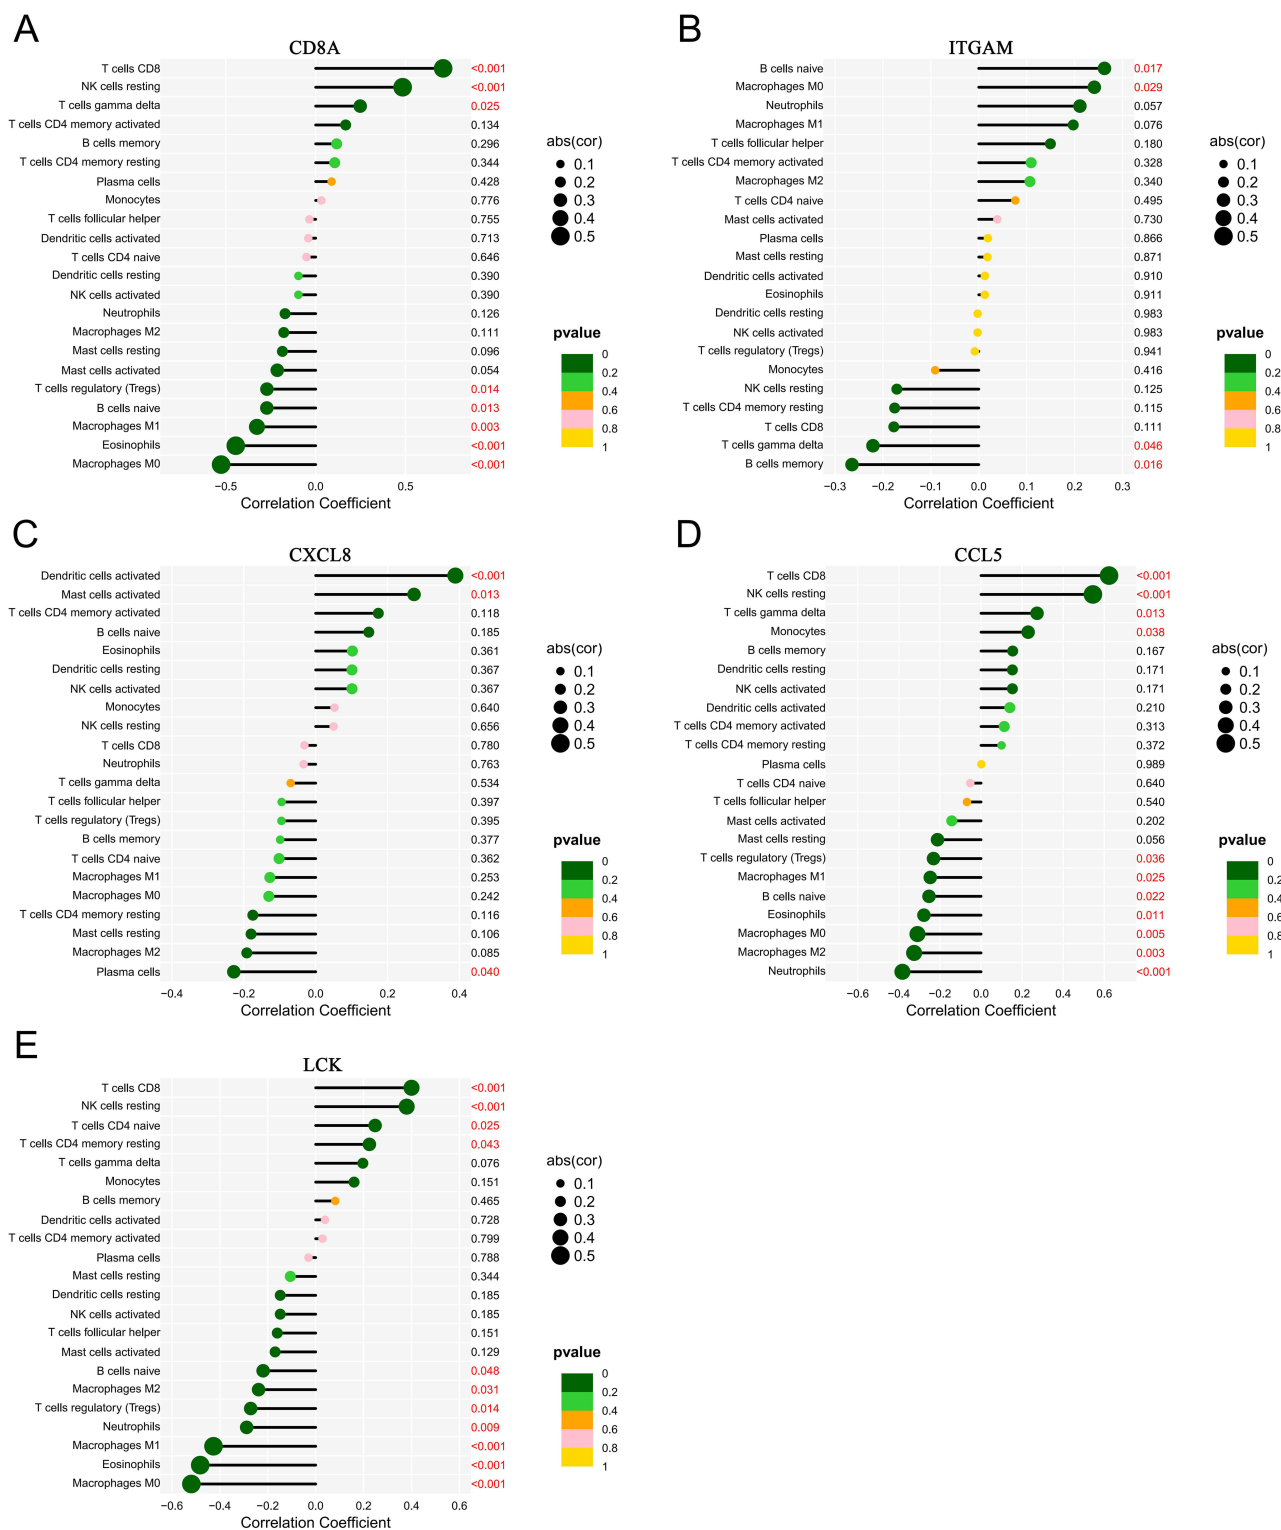 A
CD8A
T cells CD8 <0.001
NK cells resting <0.001
T cells gamma delta 0.025
T cells CD4 memory activated 0.134
B cells memory 0.296
T cells CD4 memory resting 0.344
Plasma cells 0.428
Monocytes 0.776
T cells follicular helper 0.755
Dendritic cells activated 0.713
T cells CD4 naive 0.646
Dendritic cells resting 0.390
NK cells activated 0.390
Neutrophils 0.126
Macrophages M2 0.111
Mast cells resting 0.096
Mast cells activated 0.054
T cells regulatory (Tregs) 0.014
B cells naive 0.013
Macrophages M1 0.003
Eosinophils <0.001
Macrophages M0 <0.001
−0.5 0.0 0.5
Correlation Coefficient
abs(cor)
0.1
0.2
0.3
0.4
0.5
pvalue
0
0.2
0.4
0.6
0.8
1
B
ITGAM
B cells naive 0.017
Macrophages M0 0.029
Neutrophils 0.057
Macrophages M1 0.076
T cells follicular helper 0.180
T cells CD4 memory activated 0.328
Macrophages M2 0.340
T cells CD4 naive 0.495
Mast cells activated 0.730
Plasma cells 0.866
Mast cells resting 0.871
Dendritic cells activated 0.910
Eosinophils 0.911
Dendritic cells resting 0.983
NK cells activated 0.983
T cells regulatory (Tregs) 0.941
Monocytes 0.416
NK cells resting 0.125
T cells CD4 memory resting 0.115
T cells CD8 0.111
T cells gamma delta 0.046
B cells memory 0.016
−0.3 −0.2 −0.1 0.0 0.1 0.2 0.3
Correlation Coefficient
abs(cor)
0.1
0.2
0.3
0.4
0.5
pvalue
0
0.2
0.4
0.6
0.8
1
C
CXCL8
Dendritic cells activated <0.001
Mast cells activated 0.013
T cells CD4 memory activated 0.118
B cells naive 0.185
Eosinophils 0.361
Dendritic cells resting 0.367
NK cells activated 0.367
Monocytes 0.640
NK cells resting 0.656
T cells CD8 0.780
Neutrophils 0.763
T cells gamma delta 0.534
T cells follicular helper 0.397
T cells regulatory (Tregs) 0.395
B cells memory 0.377
T cells CD4 naive 0.362
Macrophages M1 0.253
Macrophages M0 0.242
T cells CD4 memory resting 0.116
Mast cells resting 0.106
Macrophages M2 0.085
Plasma cells 0.040
−0.4 −0.2 0.0 0.2 0.4
Correlation Coefficient
abs(cor)
0.1
0.2
0.3
0.4
0.5
pvalue
0
0.2
0.4
0.6
0.8
1
D
CCL5
T cells CD8 <0.001
NK cells resting <0.001
T cells gamma delta 0.013
Monocytes 0.038
B cells memory 0.167
Dendritic cells resting 0.171
NK cells activated 0.171
Dendritic cells activated 0.210
T cells CD4 memory activated 0.313
T cells CD4 memory resting 0.372
Plasma cells 0.989
T cells CD4 naive 0.640
T cells follicular helper 0.540
Mast cells activated 0.202
Mast cells resting 0.056
T cells regulatory (Tregs) 0.036
Macrophages M1 0.025
B cells naive 0.022
Eosinophils 0.011
Macrophages M0 0.005
Macrophages M2 0.003
Neutrophils <0.001
−0.6 −0.4 −0.2 0.0 0.2 0.4 0.6
Correlation Coefficient
abs(cor)
0.1
0.2
0.3
0.4
0.5
pvalue
0
0.2
0.4
0.6
0.8
1
E
LCK
T cells CD8 <0.001
NK cells resting <0.001
T cells CD4 naive 0.025
T cells CD4 memory resting 0.043
T cells gamma delta 0.076
Monocytes 0.151
B cells memory 0.465
Dendritic cells activated 0.728
T cells CD4 memory activated 0.799
Plasma cells 0.788
Mast cells resting 0.344
Dendritic cells resting 0.185
NK cells activated 0.185
T cells follicular helper 0.151
Mast cells activated 0.129
B cells naive 0.048
Macrophages M2 0.031
T cells regulatory (Tregs) 0.014
Neutrophils 0.009
Macrophages M1 <0.001
Eosinophils <0.001
Macrophages M0 <0.001
−0.6 −0.4 −0.2 0.0 0.2 0.4 0.6
Correlation Coefficient
abs(cor)
0.1
0.2
0.3
0.4
0.5
pvalue
0
0.2
0.4
0.6
0.8
1